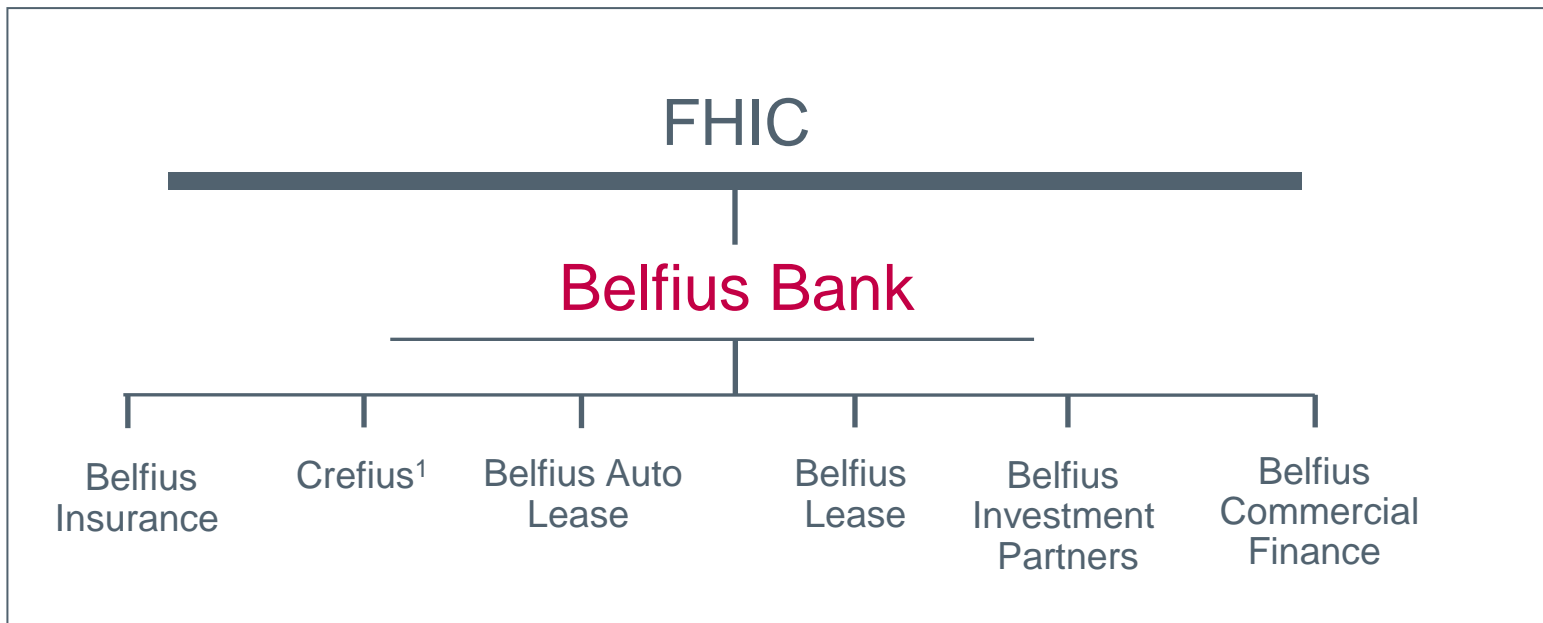 FHIC
Belfius Bank
Belfius
Insurance
Crefius¹
Belfius Auto
Lease
Belfius
Lease
Belfius
Investment
Partners
Belfius
Commercial
Finance